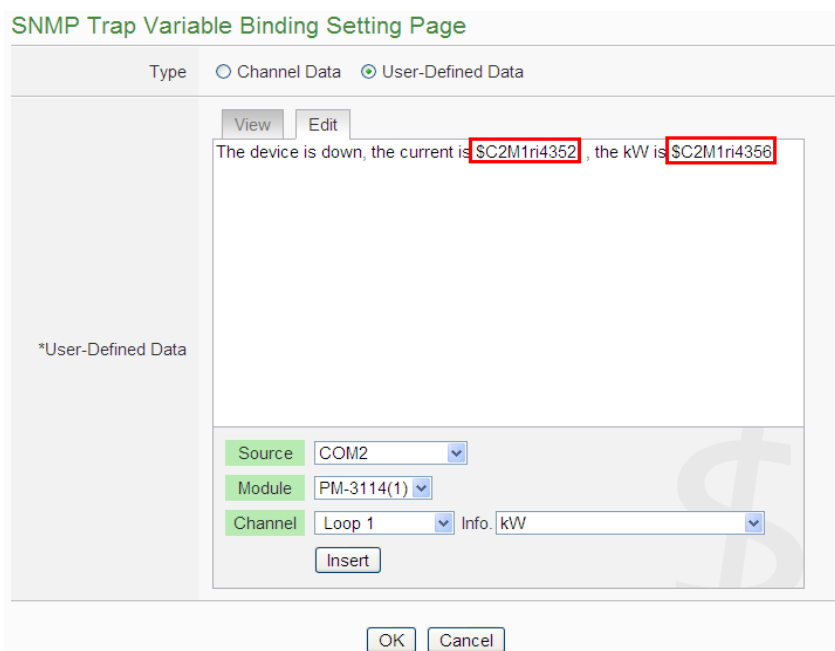 SNMP Trap Variable Binding Setting Page
Type Channel Data User-Defined Data
View Edit
The device is down, the current is $C2M1ri4352 , the kW is $C2M1ri4356
*User-Defined Data
Source COM2
Module PM-3114(1)
Channel Loop 1 Info. kW
Insert
$
OK Cancel